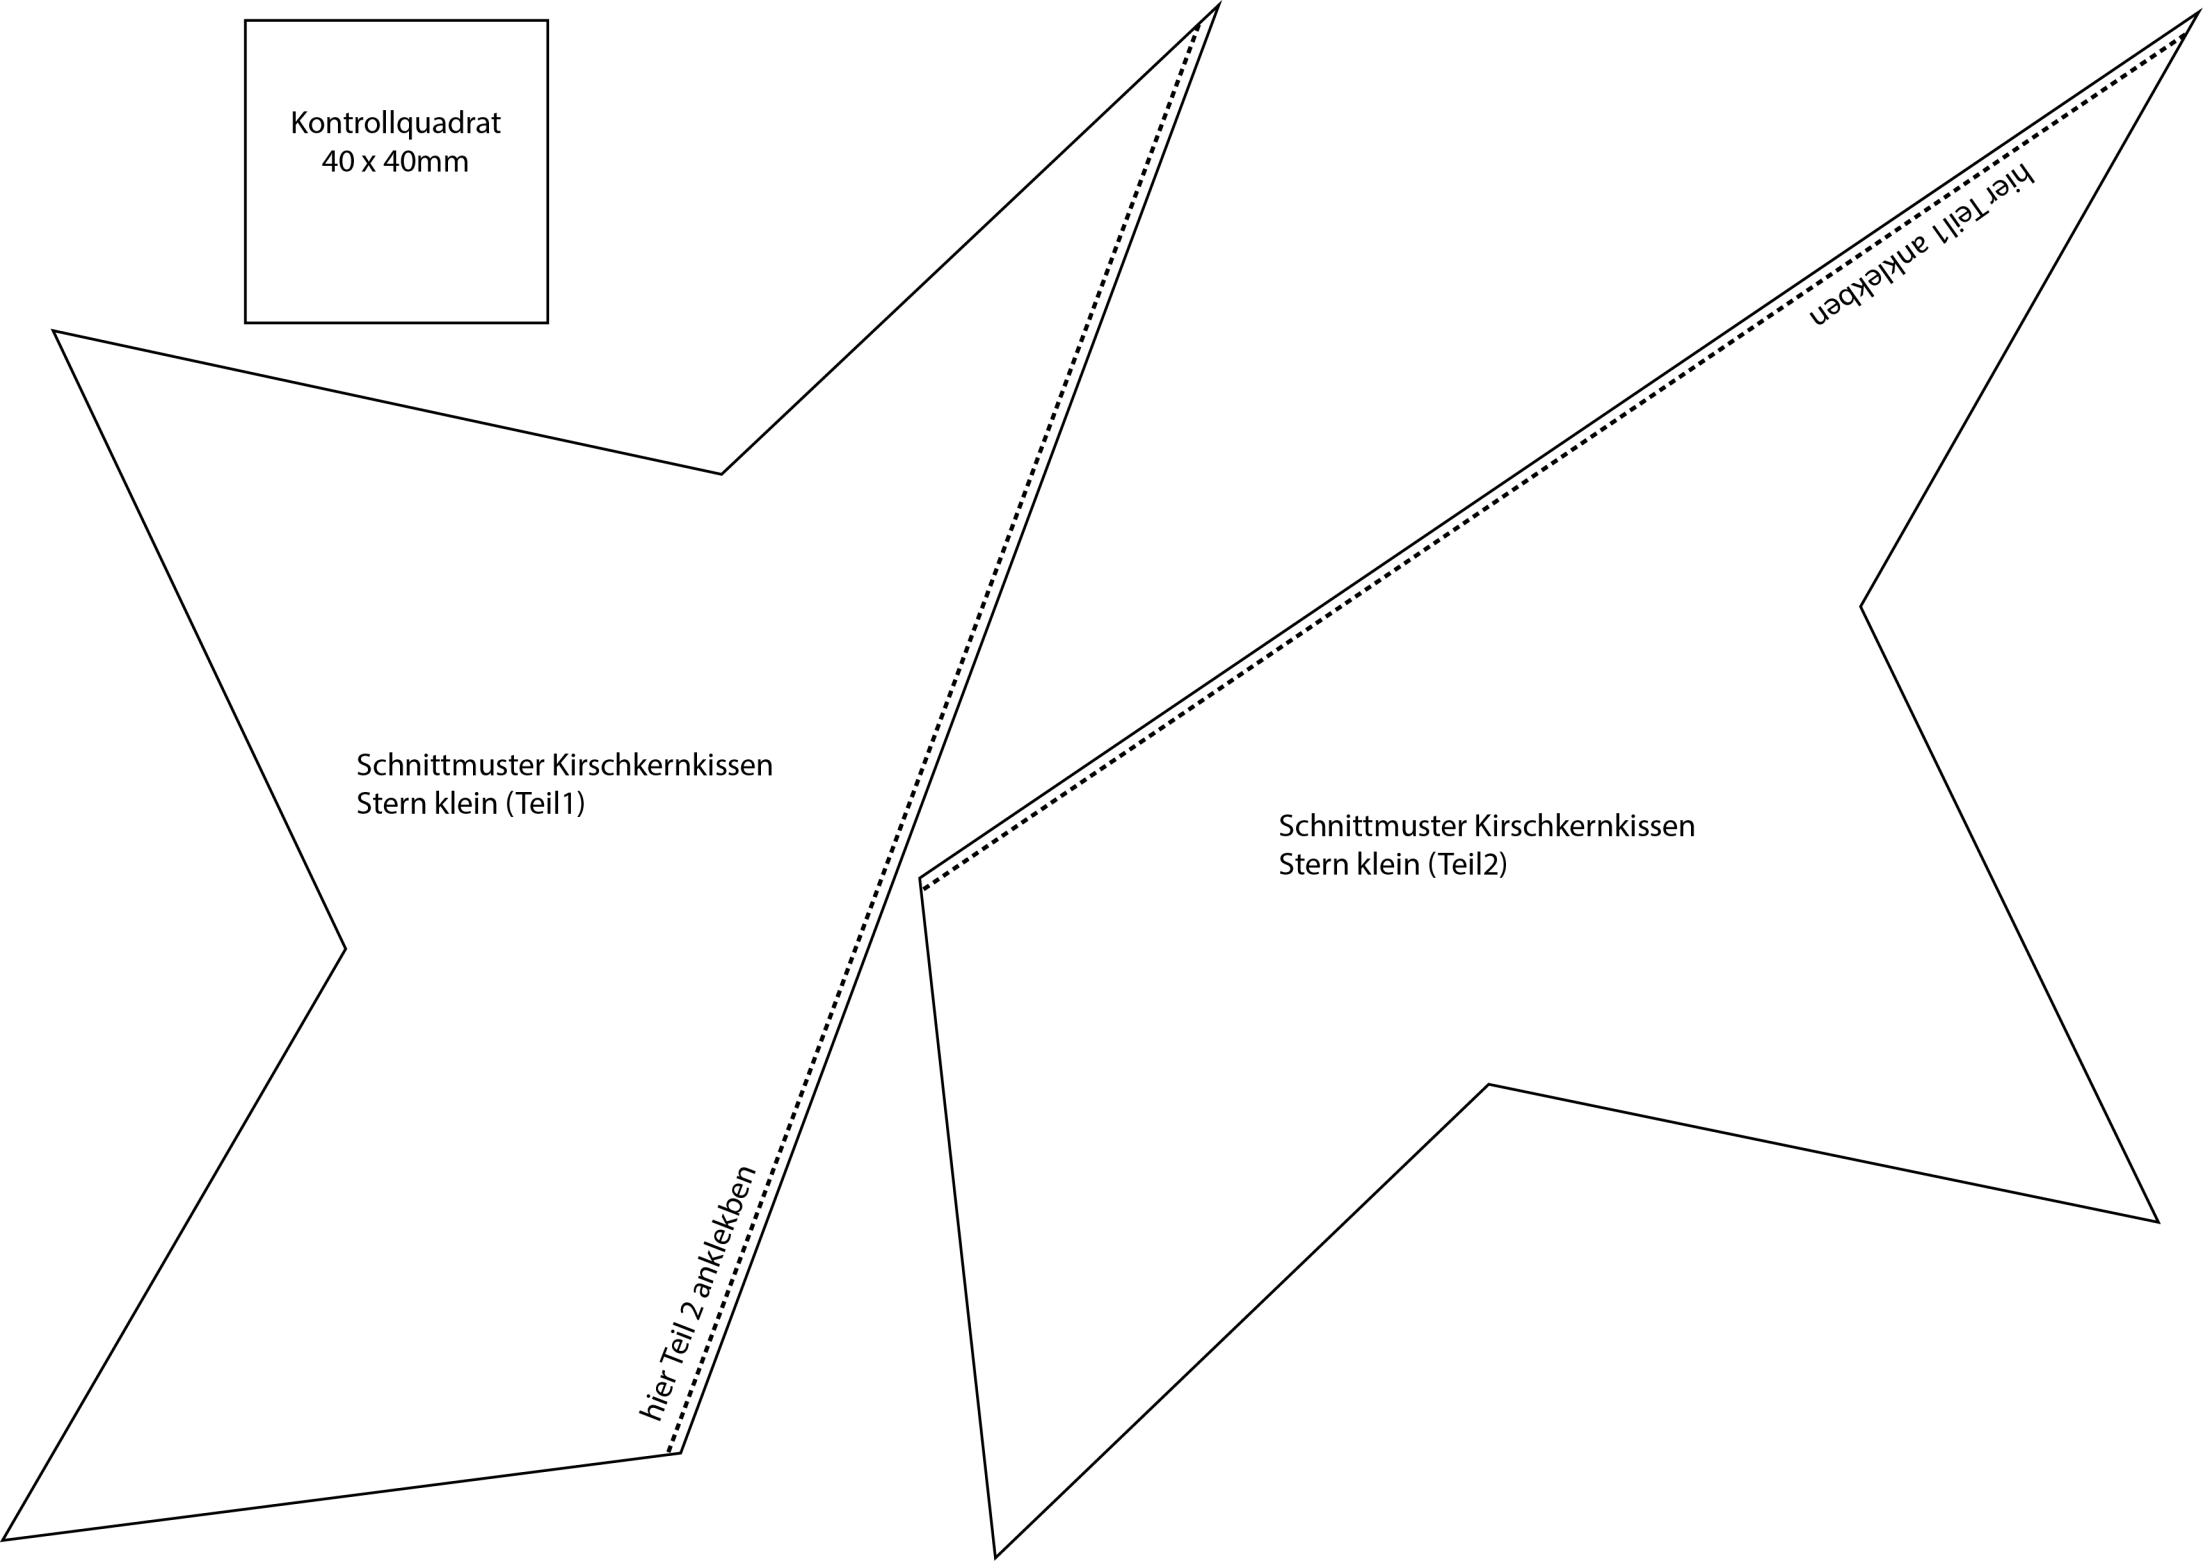 Kontrollquadrat
40 x 40mm
hier Teil1 anklekben
Schnittmuster Kirschkernkissen
Stern klein (Teil1)
Schnittmuster Kirschkernkissen
Stern klein (Teil2)
hier Teil 2 anklekben